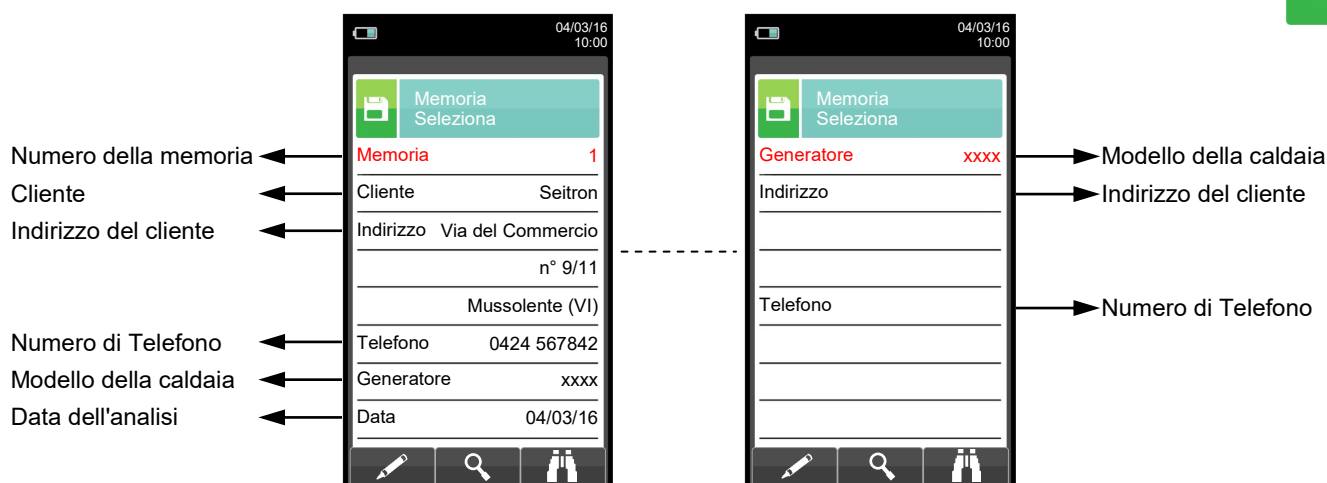 04/03/16
10:00
Memoria
Seleziona
Numero della memoria
Memoria 1
Cliente
Cliente Seitron
Indirizzo del cliente
Indirizzo Via del Commercio
n° 9/11
Mussolente (VI)
Numero di Telefono
Telefono 0424 567842
Modello della caldaia
Generatore xxxx
Data dell'analisi
Data 04/03/16
04/03/16
10:00
Memoria
Seleziona
Generatore xxxx
Modello della caldaia
Indirizzo
Indirizzo del cliente
Telefono
Numero di Telefono